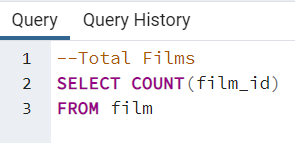 Query Query History
1 --Total Films
2 SELECT COUNT(film_id)
3 FROM film